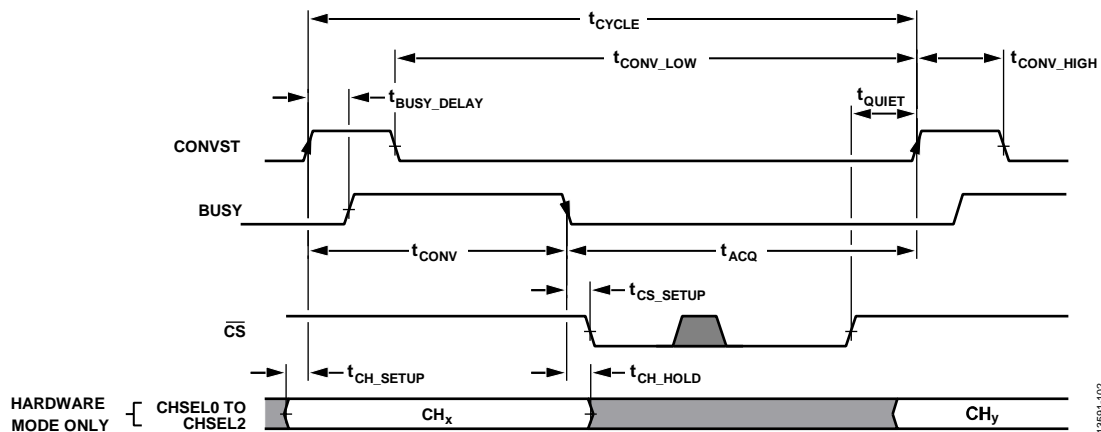 tCYCLE
tCONV_LOW
tCONV_HIGH
tBUSY_DELAY
tQUIET
CONVST
BUSY
tCONV
tACQ
tCS_SETUP
CS
tCH_SETUP
tCH_HOLD
HARDWARE
MODE ONLY
CHSEL0 TO
CHSEL2
CHx
CHy